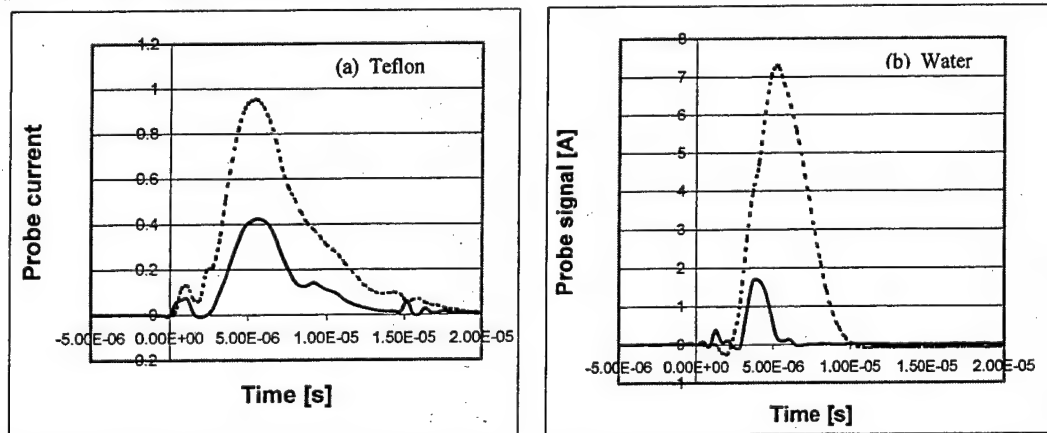 1.2
(a) Teflon
1
0.8
0.6
0.4
0.2
0
-5.00E-06 0.00E+00 5.00E-06 1.00E-05 1.50E-05 2.00E-05
0.2
Probe current
Time [s]
8
(b) Water
7
6
5
4
3
2
1
0
-5.00E-06 0.00E+00 5.00E-06 1.00E-05 1.50E-05 2.00E-05
1
Probe signal [A]
Time [s]